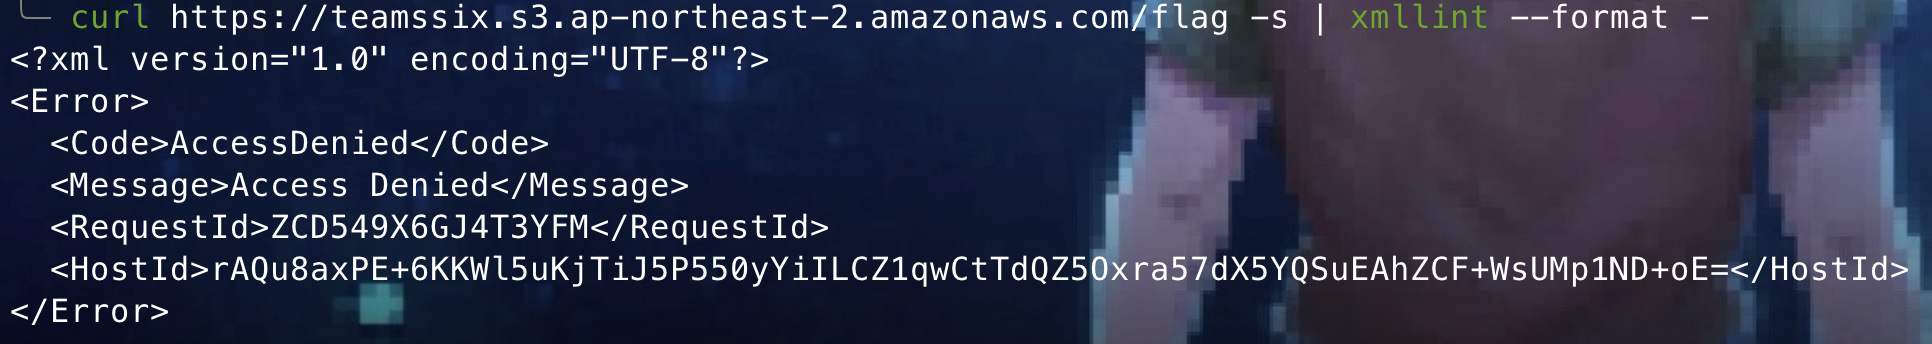 curl https://teamssix.s3.ap-northeast-2.amazonaws.com/flag -s | xmllint --format -
<?xml version="1.0" encoding="UTF-8"?>
<Error>
  <Code>AccessDenied</Code>
  <Message>Access Denied</Message>
  <RequestId>ZCD549X6GJ4T3YFM</RequestId>
  <HostId>rAQu8axPE+6KKWl5uKjTiJ5P550yYiILCZ1qwCtTdQZ5Oxra57dX5YQSuEAhZCF+WsUMp1ND+oE=</HostId>
</Error>